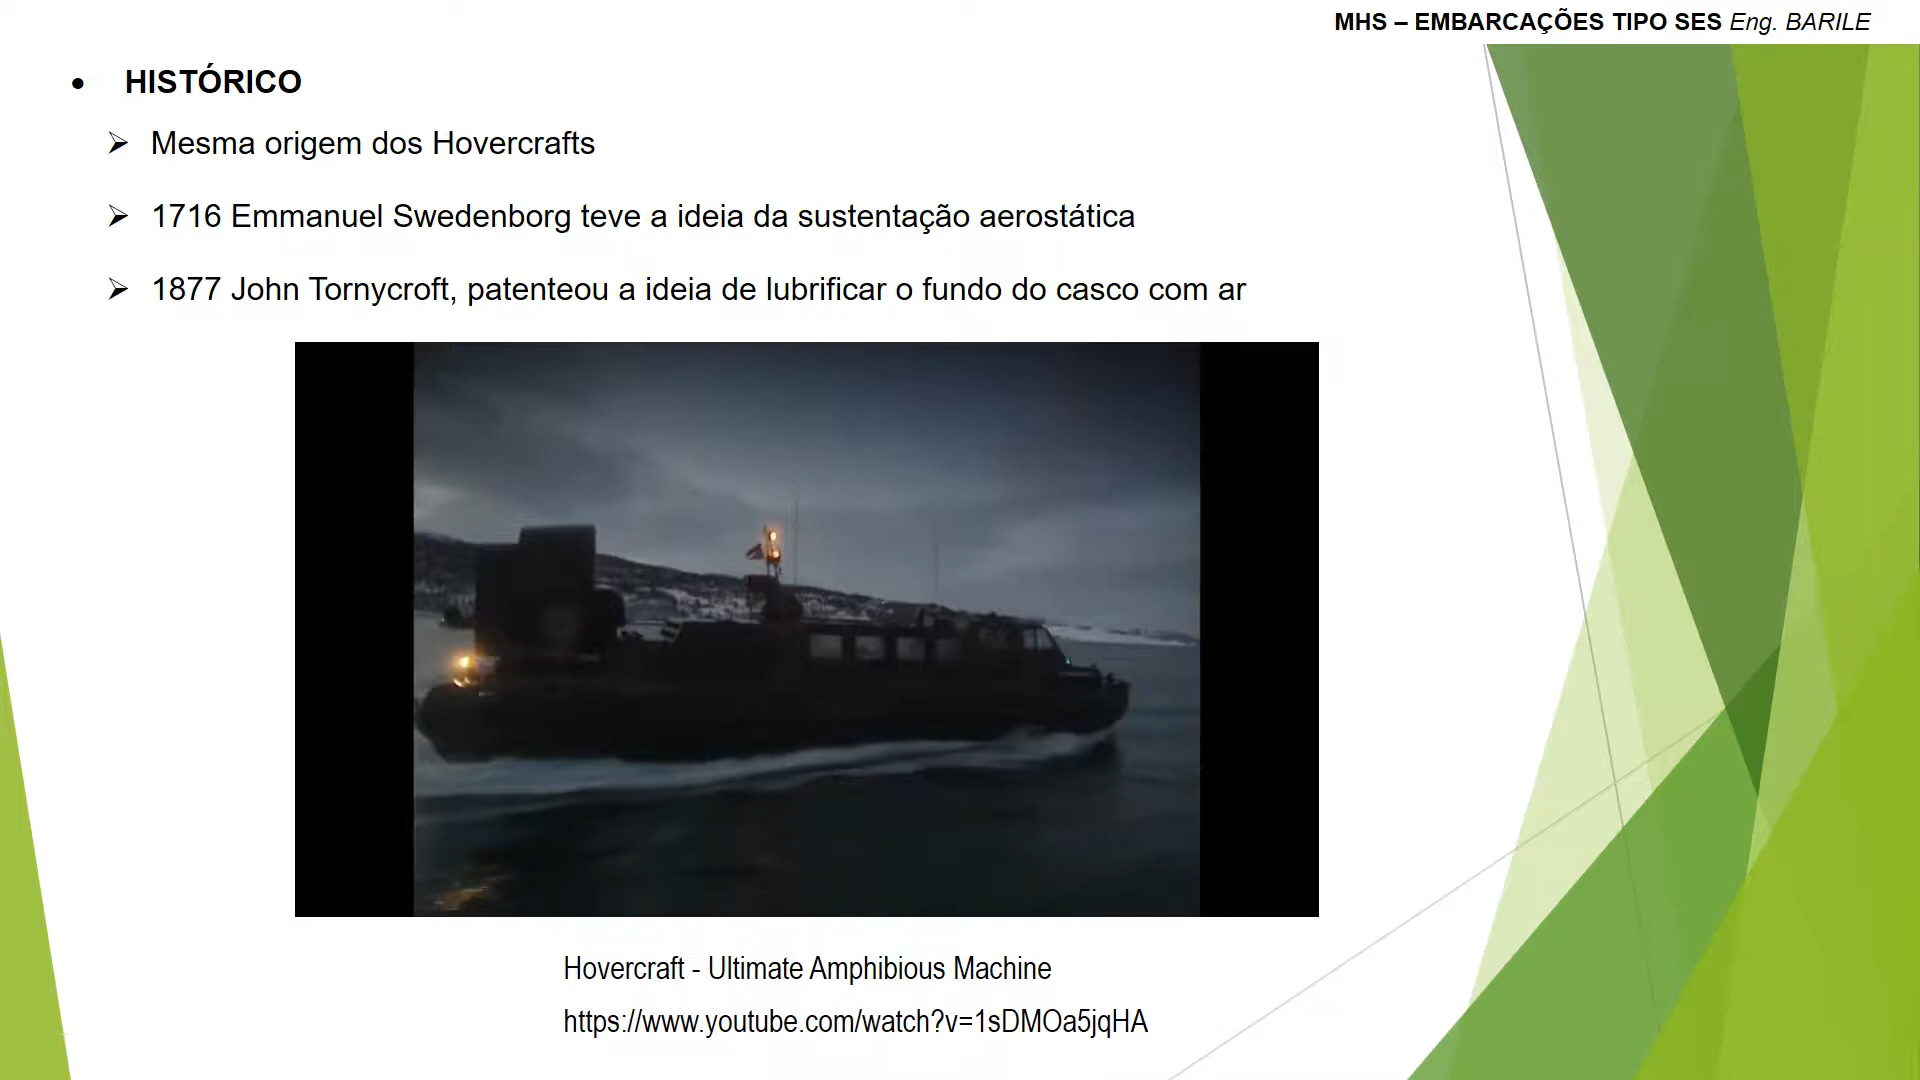 MHS – EMBARCAÇÕES TIPO SES Eng. BARILE
• HISTÓRICO
➢ Mesma origem dos Hovercrafts
➢ 1716 Emmanuel Swedenborg teve a ideia da sustentação aerostática
➢ 1877 John Tornycroft, patenteou a ideia de lubrificar o fundo do casco com ar
Hovercraft - Ultimate Amphibious Machine
https://www.youtube.com/watch?v=1sDMOa5jqHA